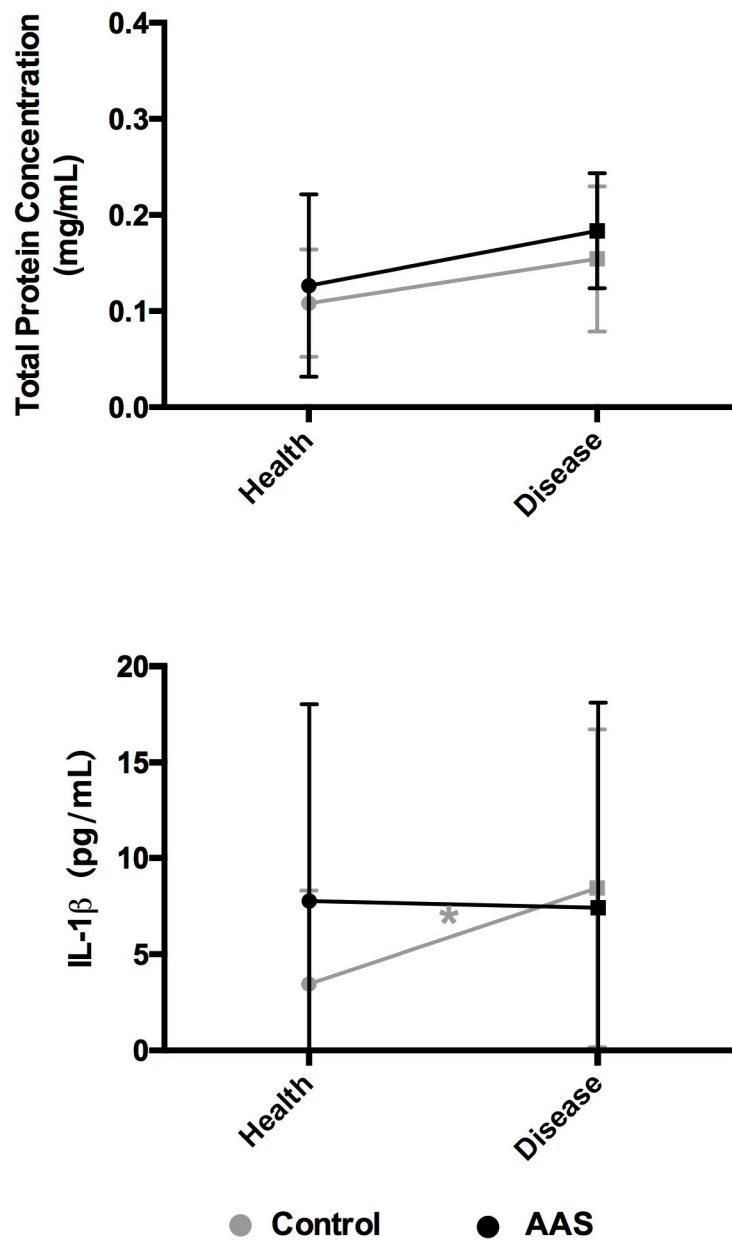 Total Protein Concentration
(mg/mL)
0.4
0.3
0.2
0.1
0.0
Health
Disease
IL-1β (pg/mL)
20
15
10
5
0
*
Health
Disease
Control
AAS